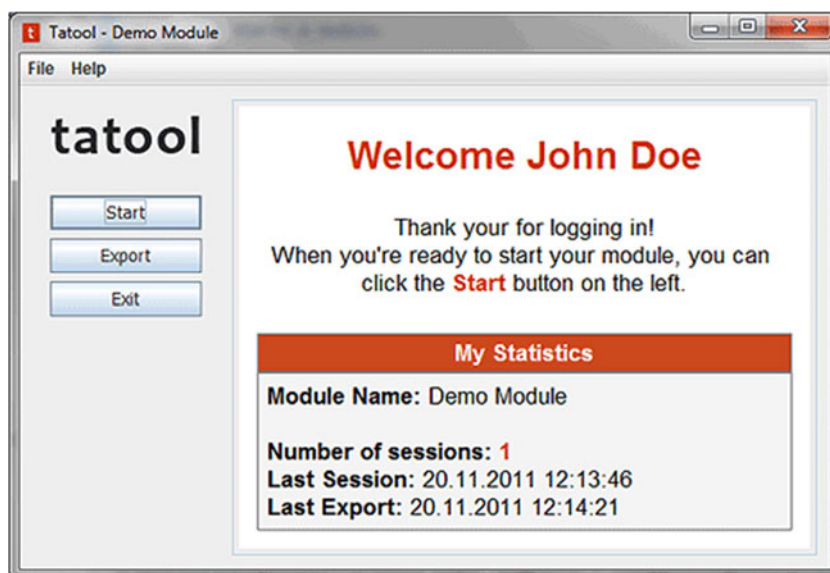 Tatool - Demo Module
File Help
tatool
Start
Export
Exit
Welcome John Doe
Thank your for logging in!
When you're ready to start your module, you can
click the Start button on the left.
My Statistics
Module Name: Demo Module
Number of sessions: 1
Last Session: 20.11.2011 12:13:46
Last Export: 20.11.2011 12:14:21